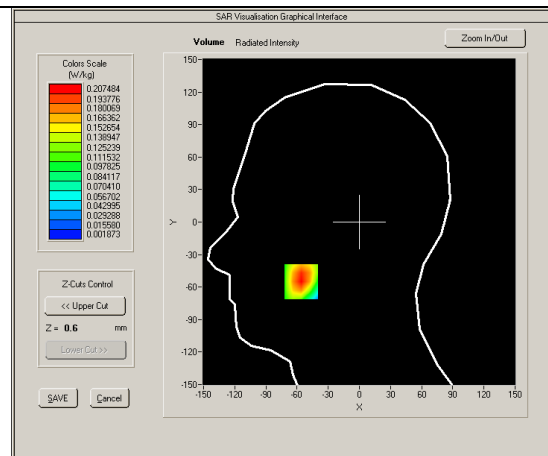 SAR Visualisation Graphical Interface
Volume Radiated Intensity
Zoom In/Out
Colors Scale
(W/kg)
0.207484
0.193776
0.180069
0.166362
0.152654
0.138947
0.125239
0.111532
0.097825
0.084117
0.070410
0.056702
0.042995
0.029288
0.015580
0.001873
Z-Cuts Control
<< Upper Cut
Z = 0.6 mm
Lower Cut >>
SAVE Cancel
150
120
90
60
30
0
-30
-60
-90
-120
-150
Y
-150 -120 -90 -60 -30 0 30 60 90 120 150
X